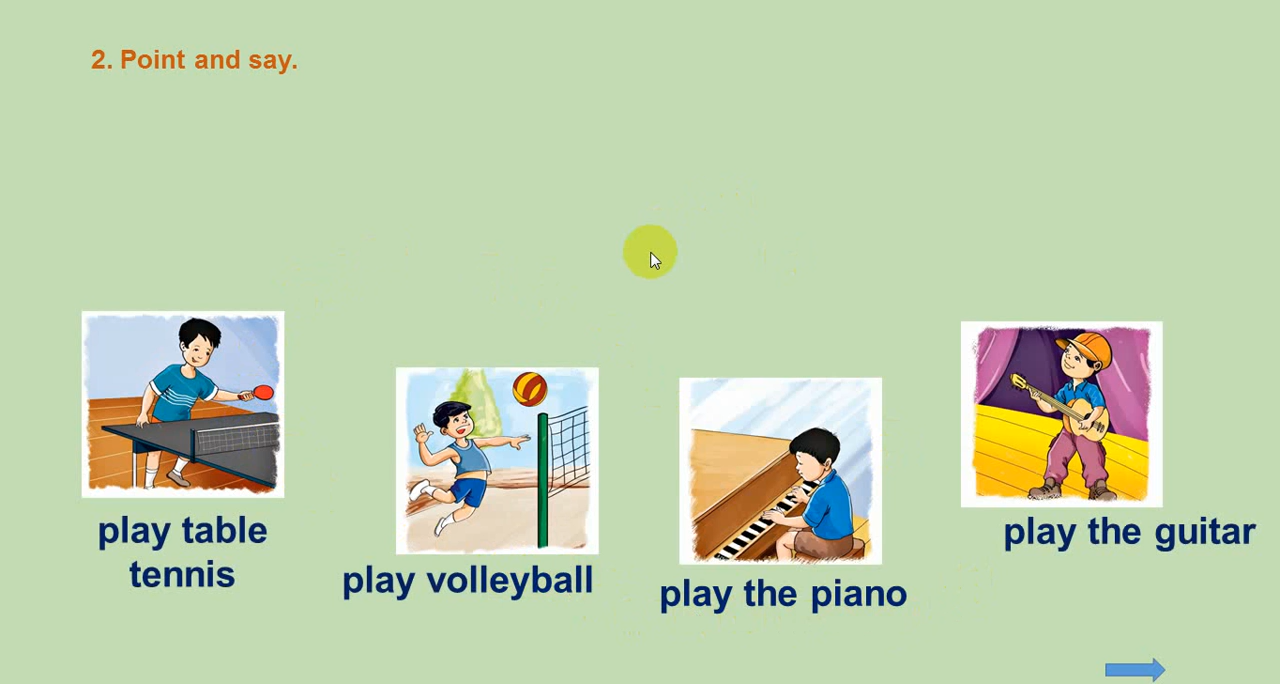 2. Point and say.
play table
tennis
play volleyball
play the piano
play the guitar